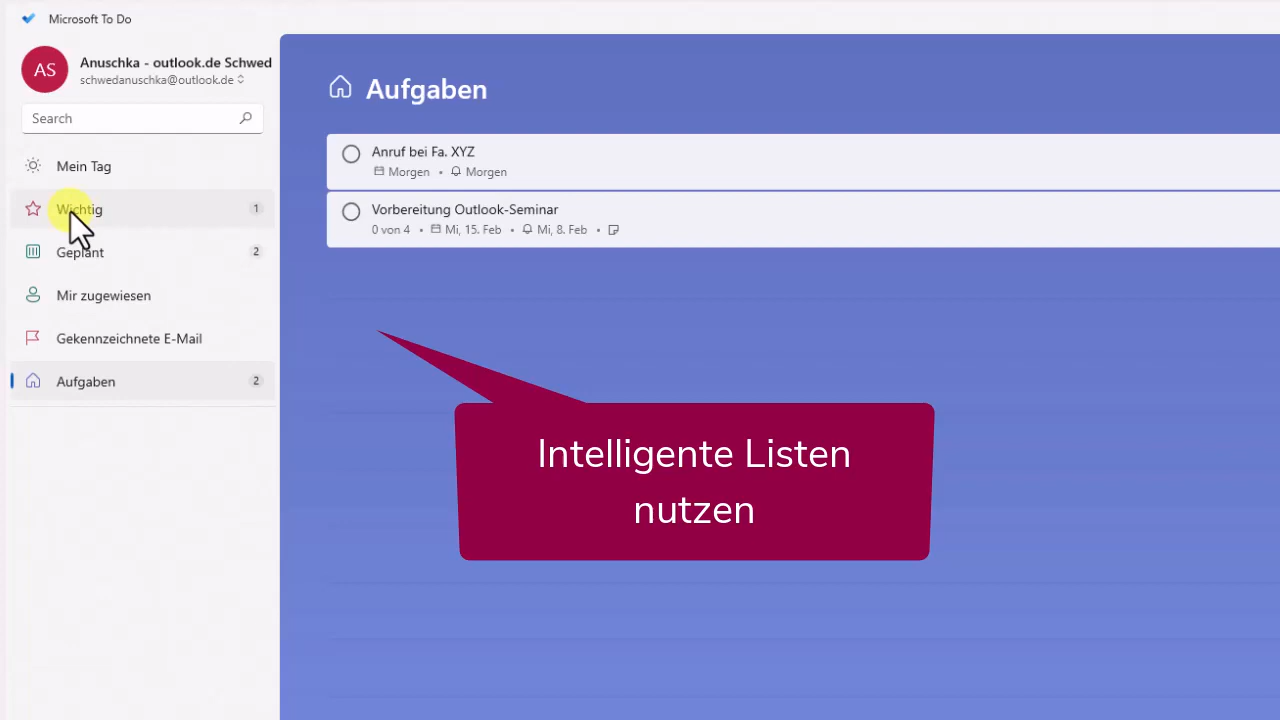 Microsoft To Do
AS
Anuschka - outlook.de Schwed
schwedanuschka@outlook.de
Search
Mein Tag
Wichtig 1
Geplant 2
Mir zugewiesen
Gekennzeichnete E-Mail
Aufgaben 2
Aufgaben
Anruf bei Fa. XYZ
Morgen • Morgen
Vorbereitung Outlook-Seminar
0 von 4 • Mi, 15. Feb • Mi, 8. Feb •
Intelligente Listen
nutzen